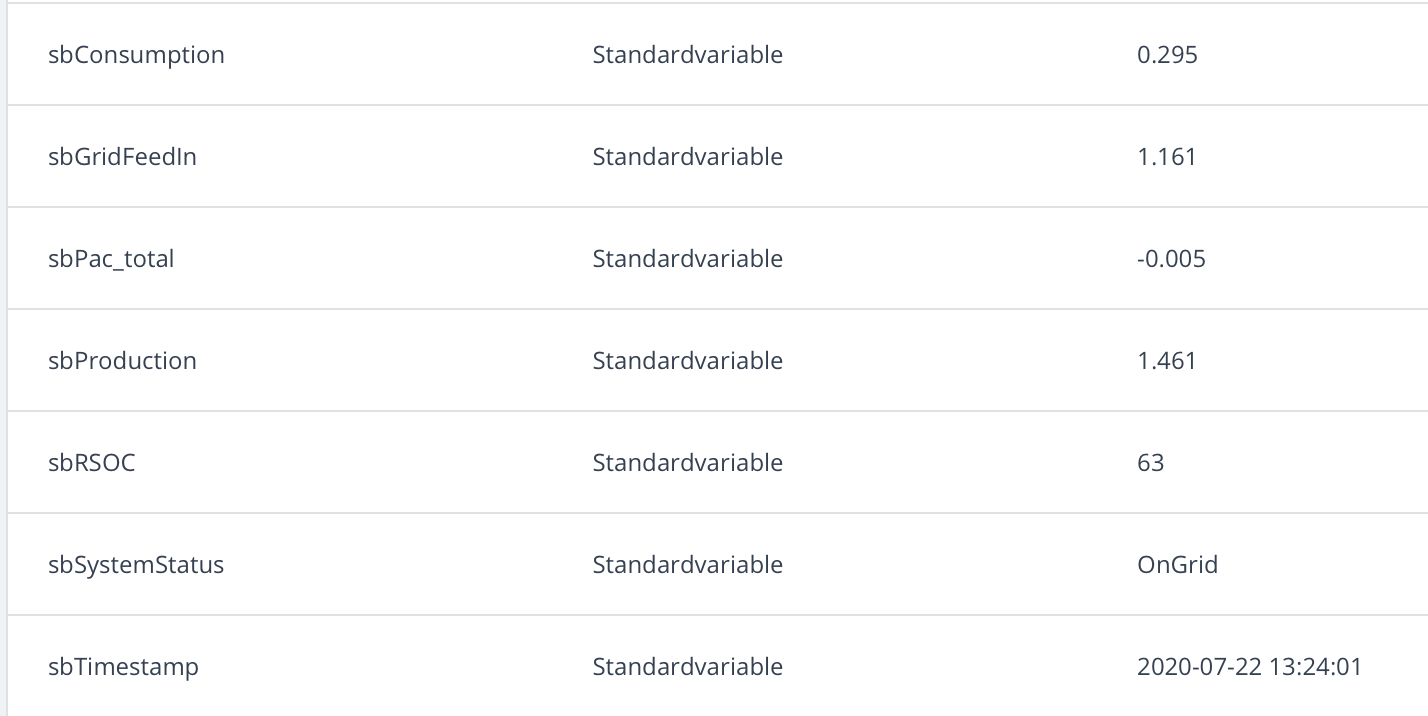 sbConsumption Standardvariable 0.295
sbGridFeedIn Standardvariable 1.161
sbPac_total Standardvariable -0.005
sbProduction Standardvariable 1.461
sbRSOC Standardvariable 63
sbSystemStatus Standardvariable OnGrid
sbTimestamp Standardvariable 2020-07-22 13:24:01